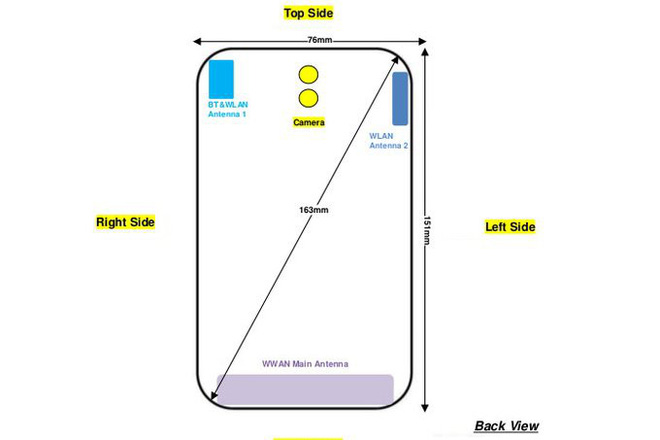 Top Side
76mm
BT&WLAN
Antenna 1
Camera
WLAN
Antenna 2
163mm
Right Side
151mm
Left Side
WWAN Main Antenna
Back View